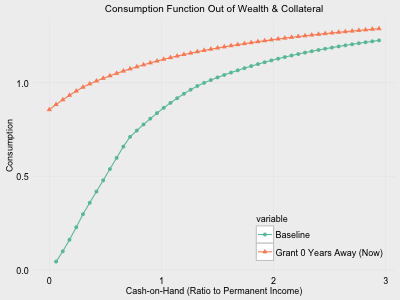 Consumption Function Out of Wealth & Collateral
Consumption
1.0
0.5
0.0
variable
Baseline
Grant 0 Years Away (Now)
0
1
2
3
Cash-on-Hand (Ratio to Permanent Income)